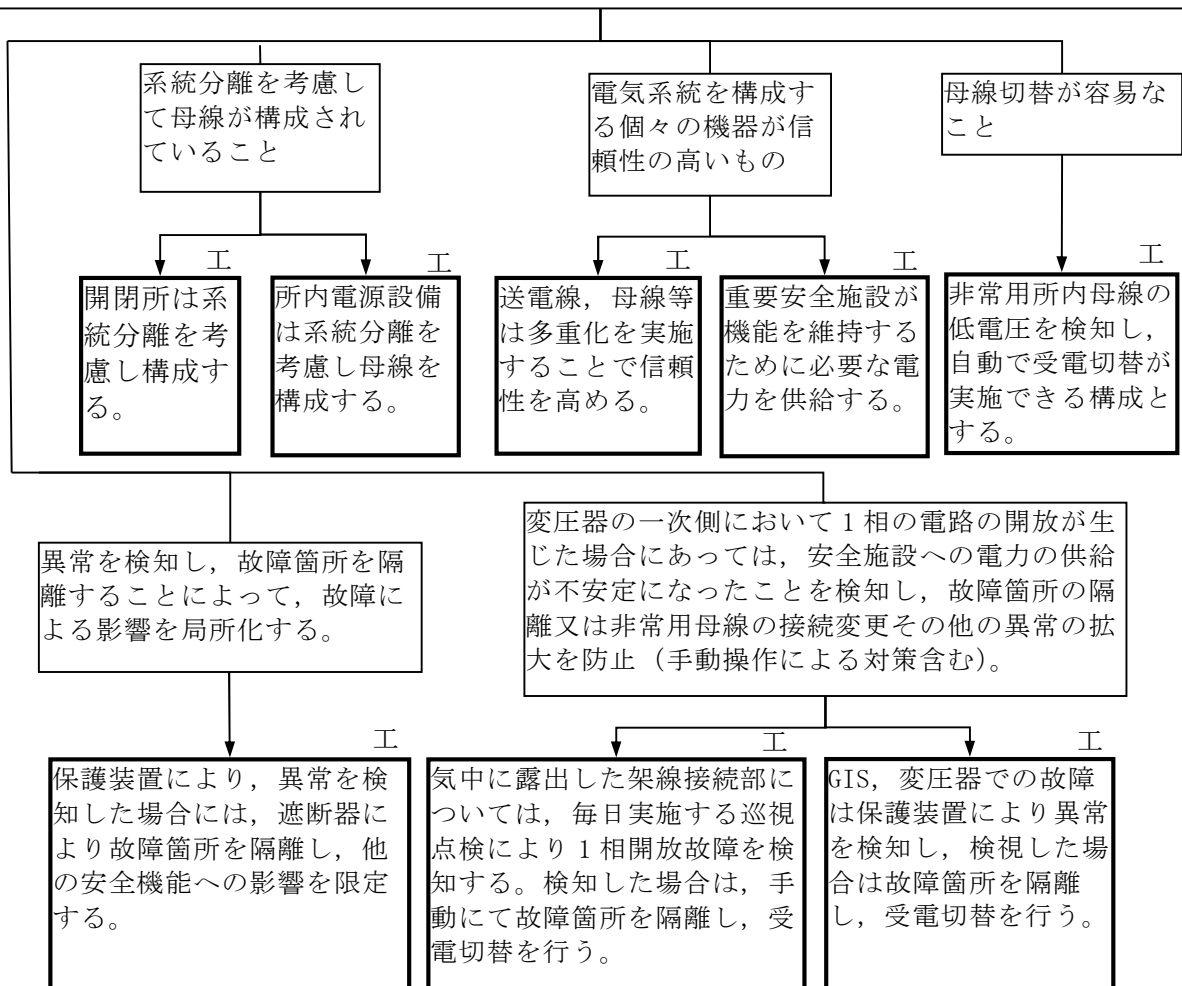 系統分離を考慮し
て母線が構成され
ていること
電気系統を構成す
る個々の機器が信
頼性の高いもの
母線切替が容易な
こと
工
開閉所は系
統分離を考
慮し構成す
る。
工
所内電源設備
は系統分離を
考慮し母線を
構成する。
工
送電線，母線等
は多重化を実施
することで信頼
性を高める。
工
重要安全施設が
機能を維持する
ために必要な電
力を供給する。
工
非常用所内母線の
低電圧を検知し，
自動で受電切替が
実施できる構成と
する。
異常を検知し，故障箇所を隔
離することによって，故障に
よる影響を局所化する。
変圧器の一次側において１相の電路の開放が生
じた場合にあっては，安全施設への電力の供給
が不安定になったことを検知し，故障箇所の隔
離又は非常用母線の接続変更その他の異常の拡
大を防止（手動操作による対策含む）。
工
保護装置により，異常を検
知した場合には，遮断器に
より故障箇所を隔離し，他
の安全機能への影響を限定
する。
工
気中に露出した架線接続部に
ついては，毎日実施する巡視
点検により１相開放故障を検
知する。検知した場合は，手
動にて故障箇所を隔離し，受
電切替を行う。
工
GIS，変圧器での故障
は保護装置により異常
を検知し，検視した場
合は故障箇所を隔離
し，受電切替を行う。